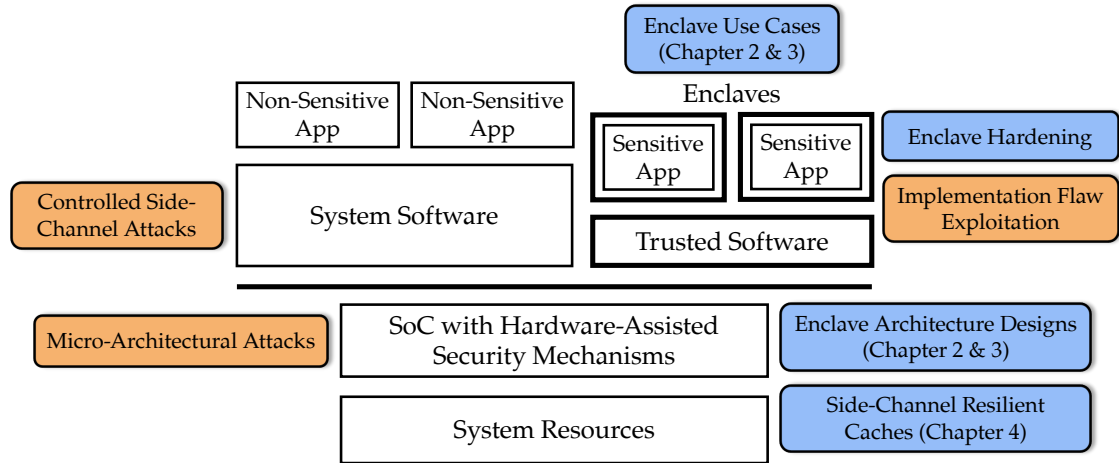 Enclave Use Cases
(Chapter 2 & 3)
Enclaves
Non-Sensitive
App
Non-Sensitive
App
Sensitive
App
Sensitive
App
Enclave Hardening
Controlled Side-
Channel Attacks
System Software
Implementation Flaw
Exploitation
Trusted Software
Micro-Architectural Attacks
SoC with Hardware-Assisted
Security Mechanisms
Enclave Architecture Designs
(Chapter 2 & 3)
System Resources
Side-Channel Resilient
Caches (Chapter 4)